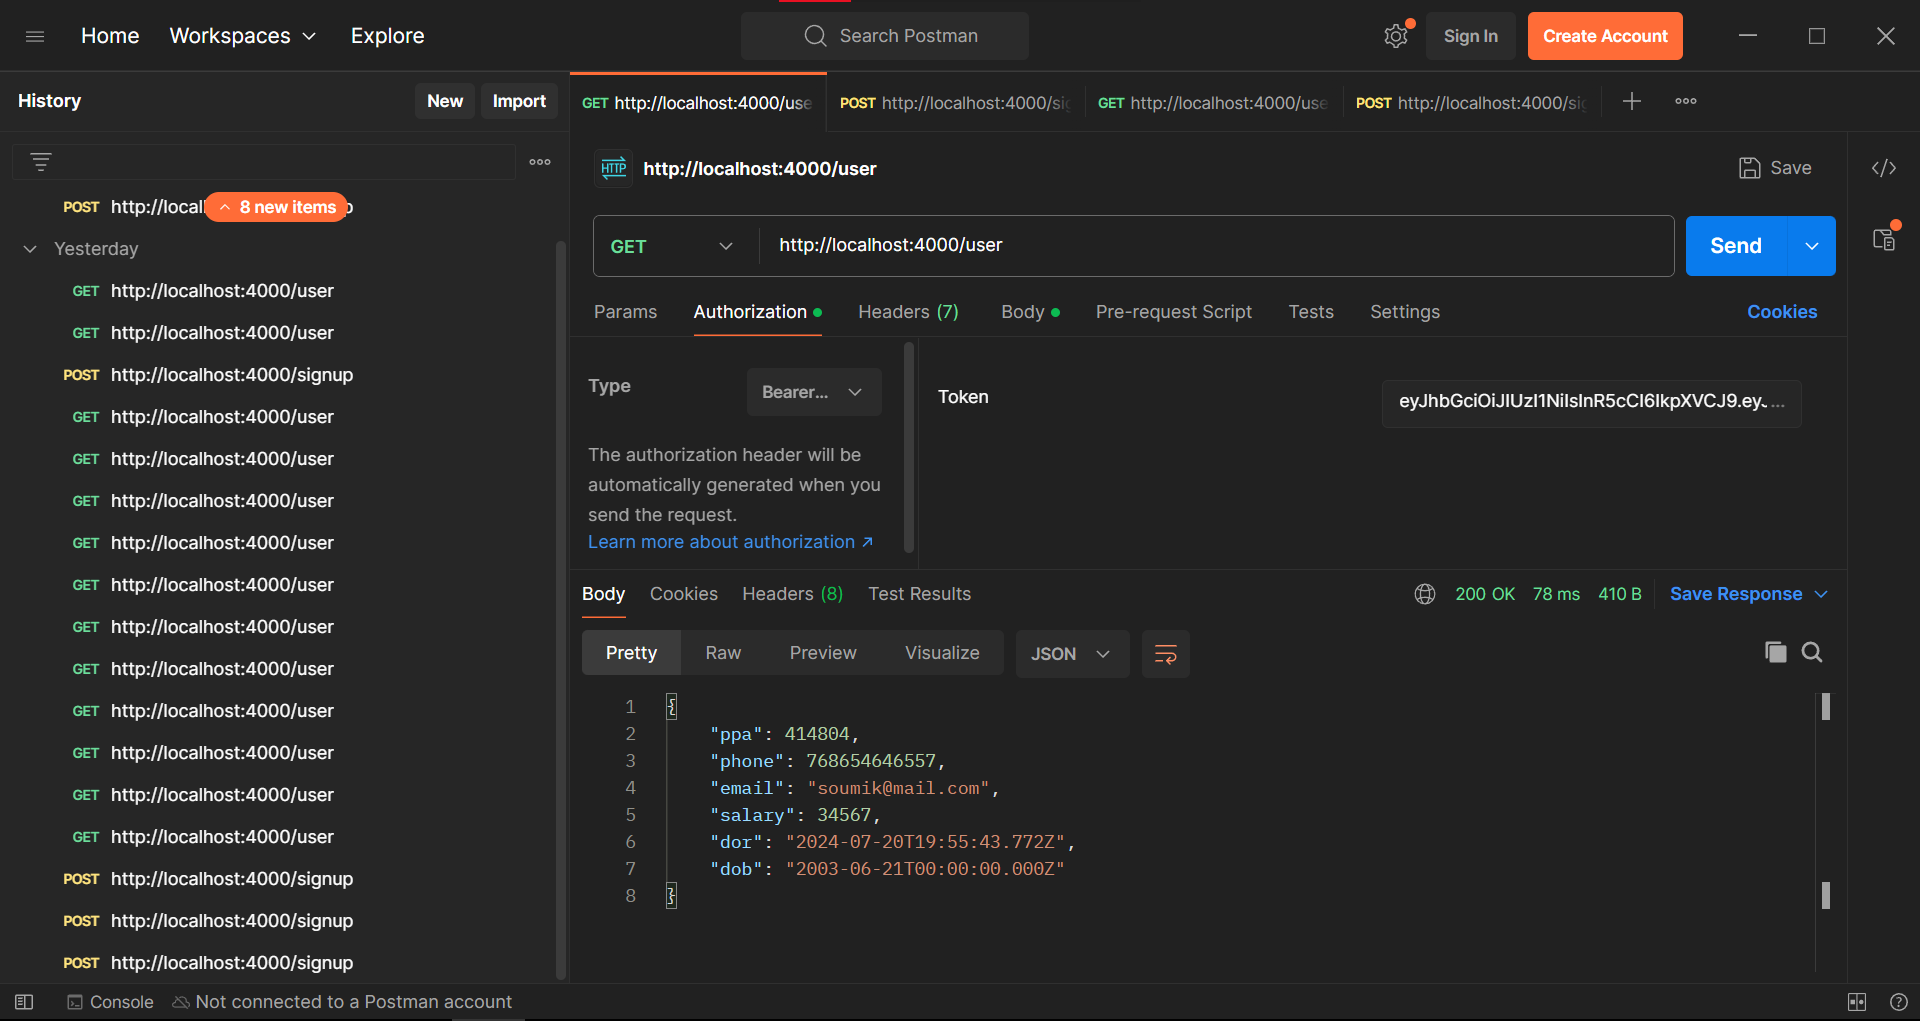 Home Workspaces Explore Search Postman Sign In Create Account
History New Import
GET http://localhost:4000/use POST http://localhost:4000/sig GET http://localhost:4000/use POST http://localhost:4000/sig
HTTP http://localhost:4000/user Save
POST http://local 8 new items p
Yesterday
GET http://localhost:4000/user
GET http://localhost:4000/user
POST http://localhost:4000/signup
GET http://localhost:4000/user
GET http://localhost:4000/user
GET http://localhost:4000/user
GET http://localhost:4000/user
GET http://localhost:4000/user
GET http://localhost:4000/user
GET http://localhost:4000/user
GET http://localhost:4000/user
GET http://localhost:4000/user
GET http://localhost:4000/user
GET http://localhost:4000/user
POST http://localhost:4000/signup
POST http://localhost:4000/signup
POST http://localhost:4000/signup
GET http://localhost:4000/user Send
Params Authorization Headers (7) Body Pre-request Script Tests Settings Cookies
Type Bearer...
The authorization header will be
automatically generated when you
send the request.
Learn more about authorization ↗
Token eyJhbGciOiJIUzI1NiIsInR5cCI6IkpXVCJ9.eyJ...
Body Cookies Headers (8) Test Results 200 OK 78 ms 410 B Save Response
Pretty Raw Preview Visualize JSON
1 {
2 "ppa": 414804,
3 "phone": 768654646557,
4 "email": "soumik@mail.com",
5 "salary": 34567,
6 "dor": "2024-07-20T19:55:43.772Z",
7 "dob": "2003-06-21T00:00:00.000Z"
8 }
Console Not connected to a Postman account